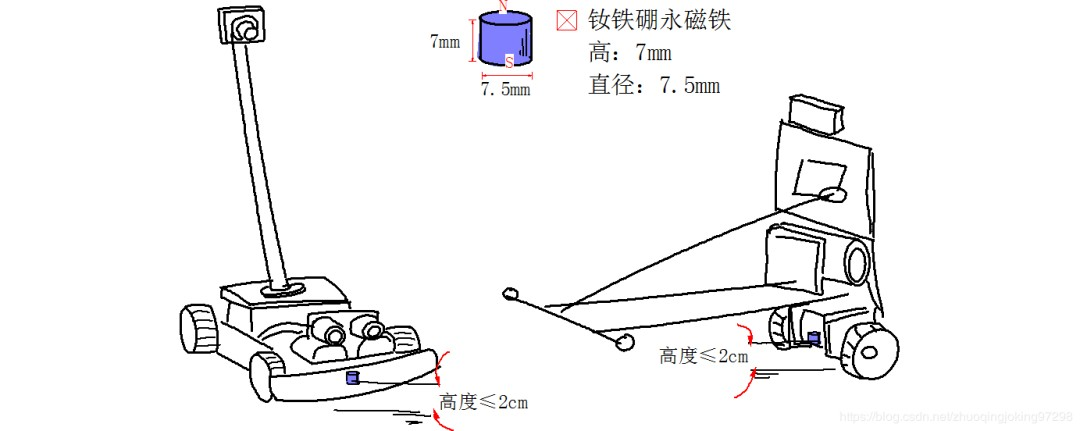 N
7mm
S
7.5mm
钕铁硼永磁铁
高：7mm
直径：7.5mm
高度≤2cm
高度≤2cm
https://blog.csdn.net/zhuoqingjoking97298